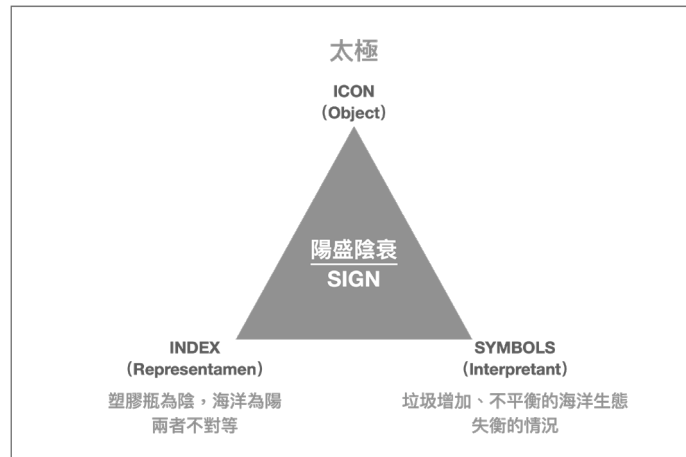 太極
ICON
(Object)
陽盛陰衰
SIGN
INDEX
(Representamen)
SYMBOLS
(Interpretant)
塑膠瓶為陰，海洋為陽
兩者不對等
垃圾增加、不平衡的海洋生態
失衡的情況